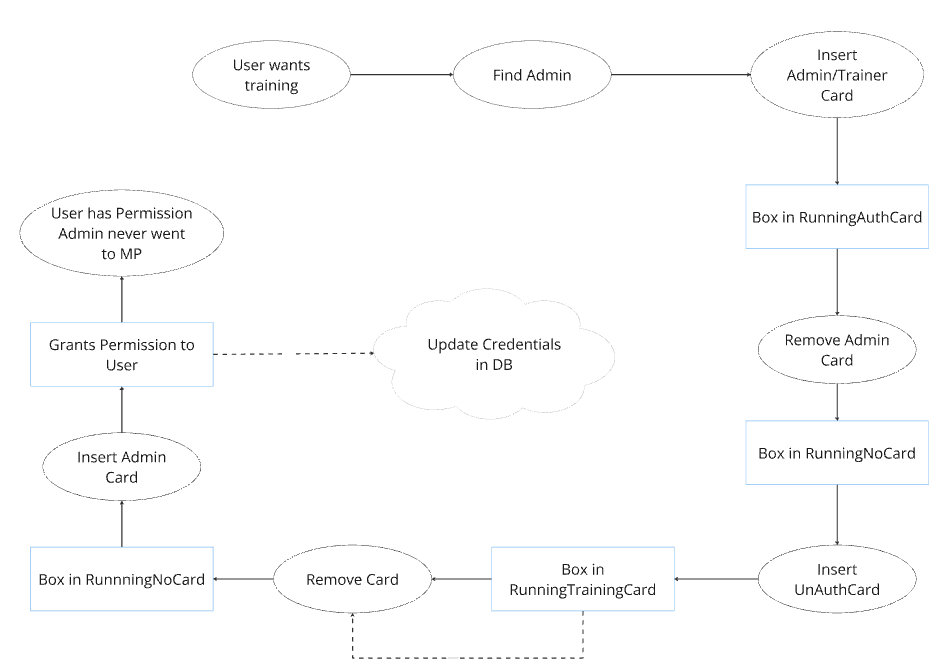 User wants
training
Find Admin
Insert
Admin/Trainer
Card
Box in RunningAuthCard
Remove Admin
Card
Box in RunningNoCard
Insert
UnAuthCard
Box in
RunningTrainingCard
Remove Card
Box in RunnningNoCard
Insert Admin
Card
Grants Permission to
User
Update Credentials
in DB
User has Permission
Admin never went
to MP